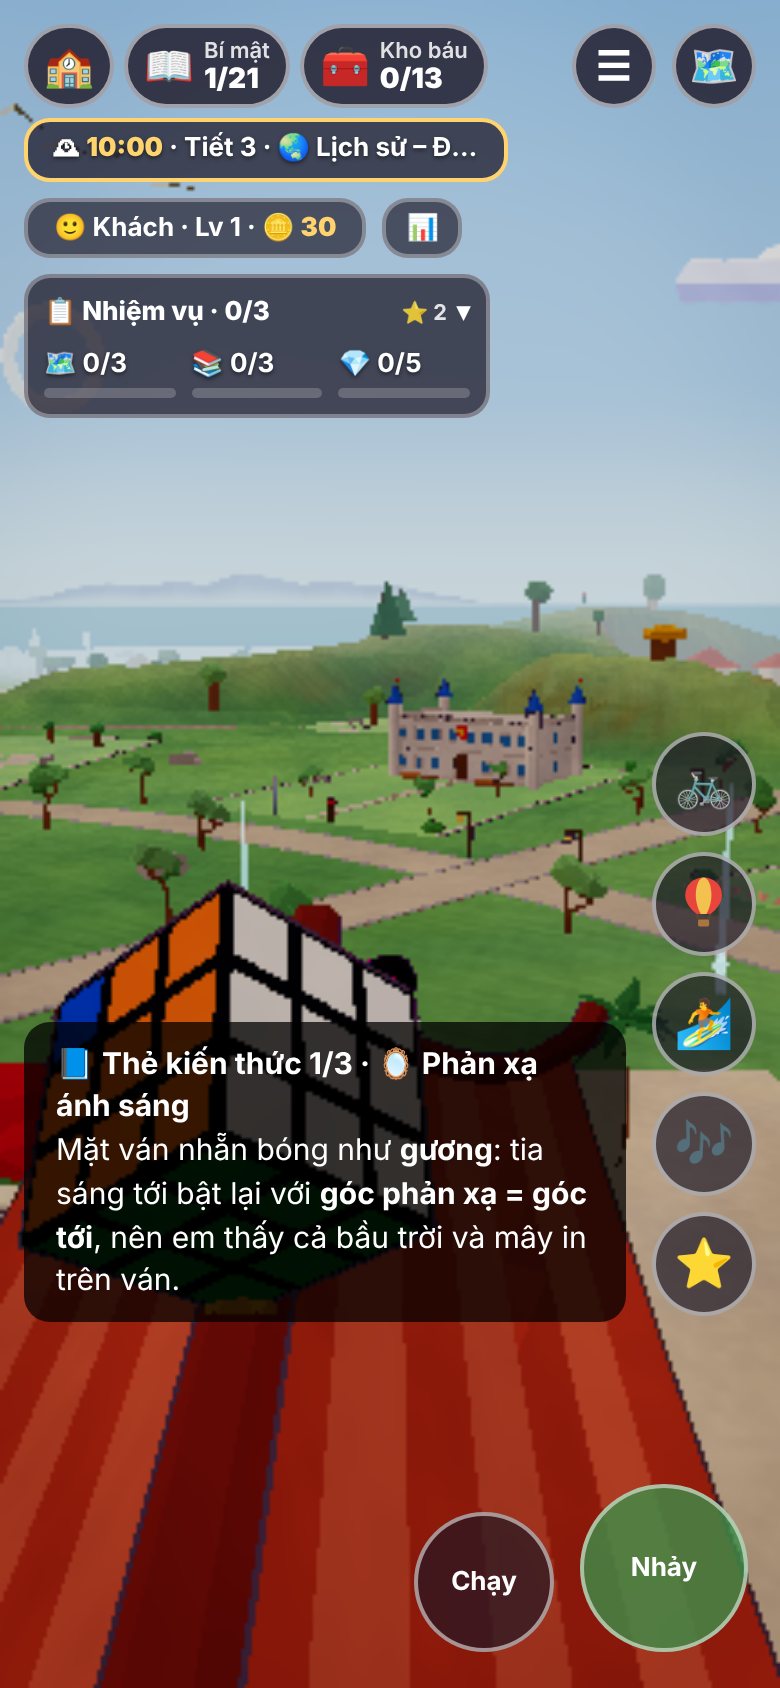 Bí mật
1/21
Kho báu
0/13
10:00 · Tiết 3 · Lịch sử – Đ...
Khách · Lv 1 · 30
Nhiệm vụ · 0/3
2 ▼
0/3
0/3
0/5
Thẻ kiến thức 1/3 · Phản xạ
ánh sáng
Mặt ván nhẵn bóng như gương: tia
sáng tới bật lại với góc phản xạ = góc
tới, nên em thấy cả bầu trời và mây in
trên ván.
Chạy
Nhảy